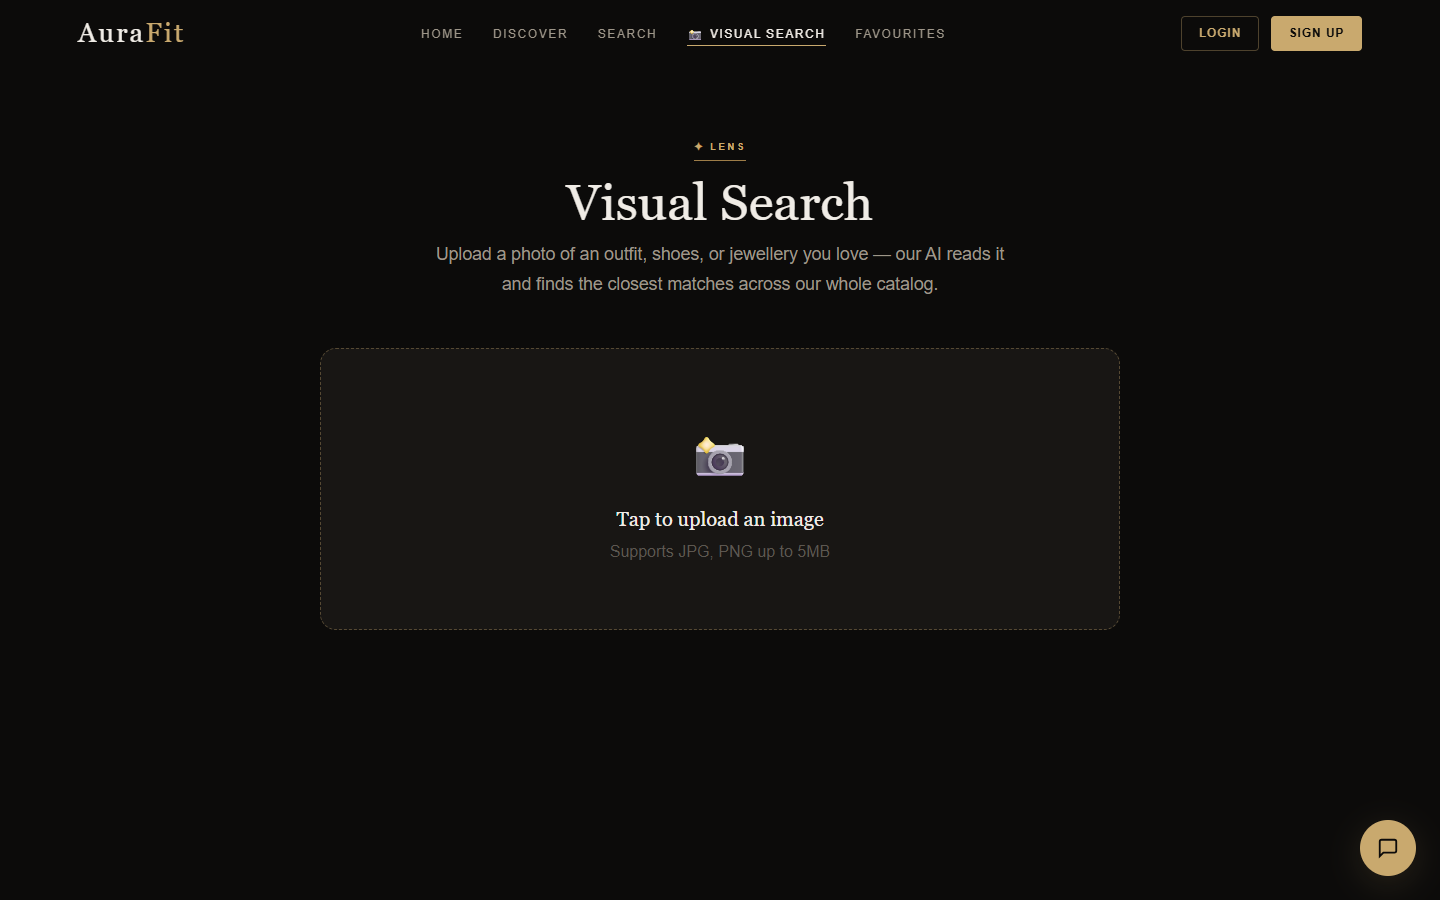 AuraFit
HOME
DISCOVER
SEARCH
VISUAL SEARCH
FAVOURITES
LOGIN
SIGN UP
✦ LENS
Visual Search
Upload a photo of an outfit, shoes, or jewellery you love — our AI reads it
and finds the closest matches across our whole catalog.
Tap to upload an image
Supports JPG, PNG up to 5MB